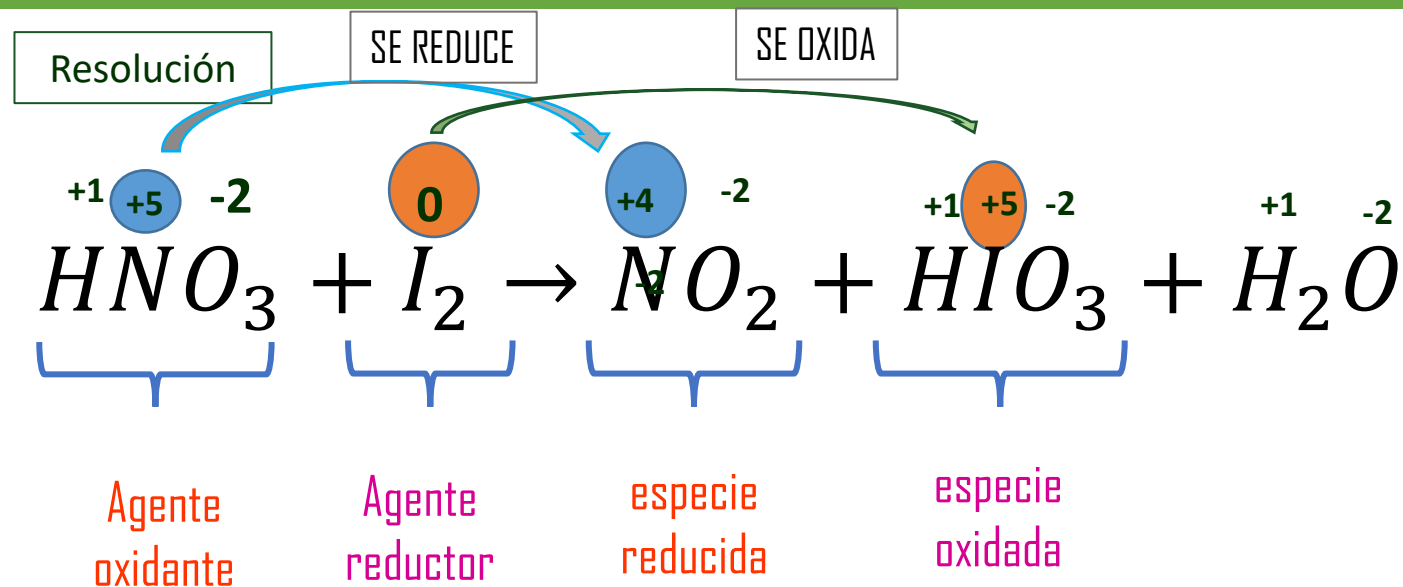 Resolución
SE REDUCE
SE OXIDA
+1 +5 -2 0 +4 -2 +1 +5 -2 +1 -2
HNO₃ + I₂ → NO₂ + HIO₃ + H₂O
-2
Agente
oxidante
Agente
reductor
especie
reducida
especie
oxidada